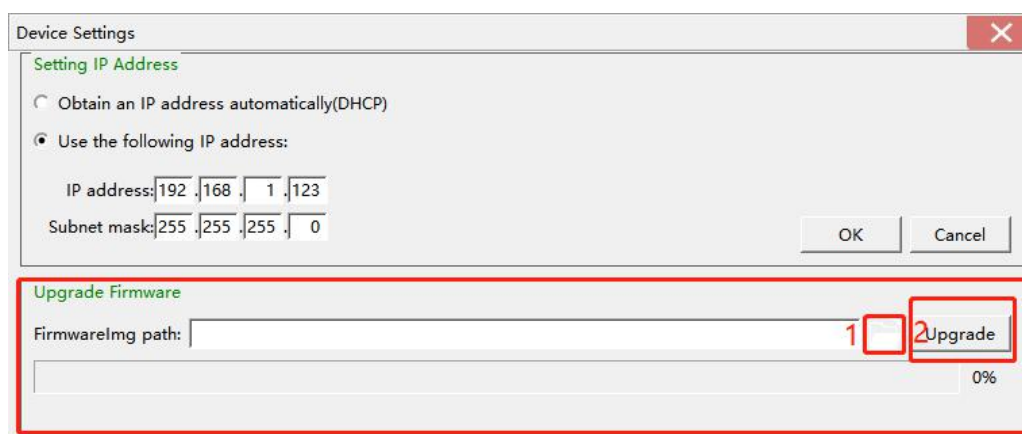 Device Settings
Setting IP Address
Obtain an IP address automatically(DHCP)
Use the following IP address:
IP address: 192 . 168 . 1 . 123
Subnet mask: 255 . 255 . 255 . 0
OK Cancel
Upgrade Firmware
FirmwareImg path: 1 2 Upgrade
0%